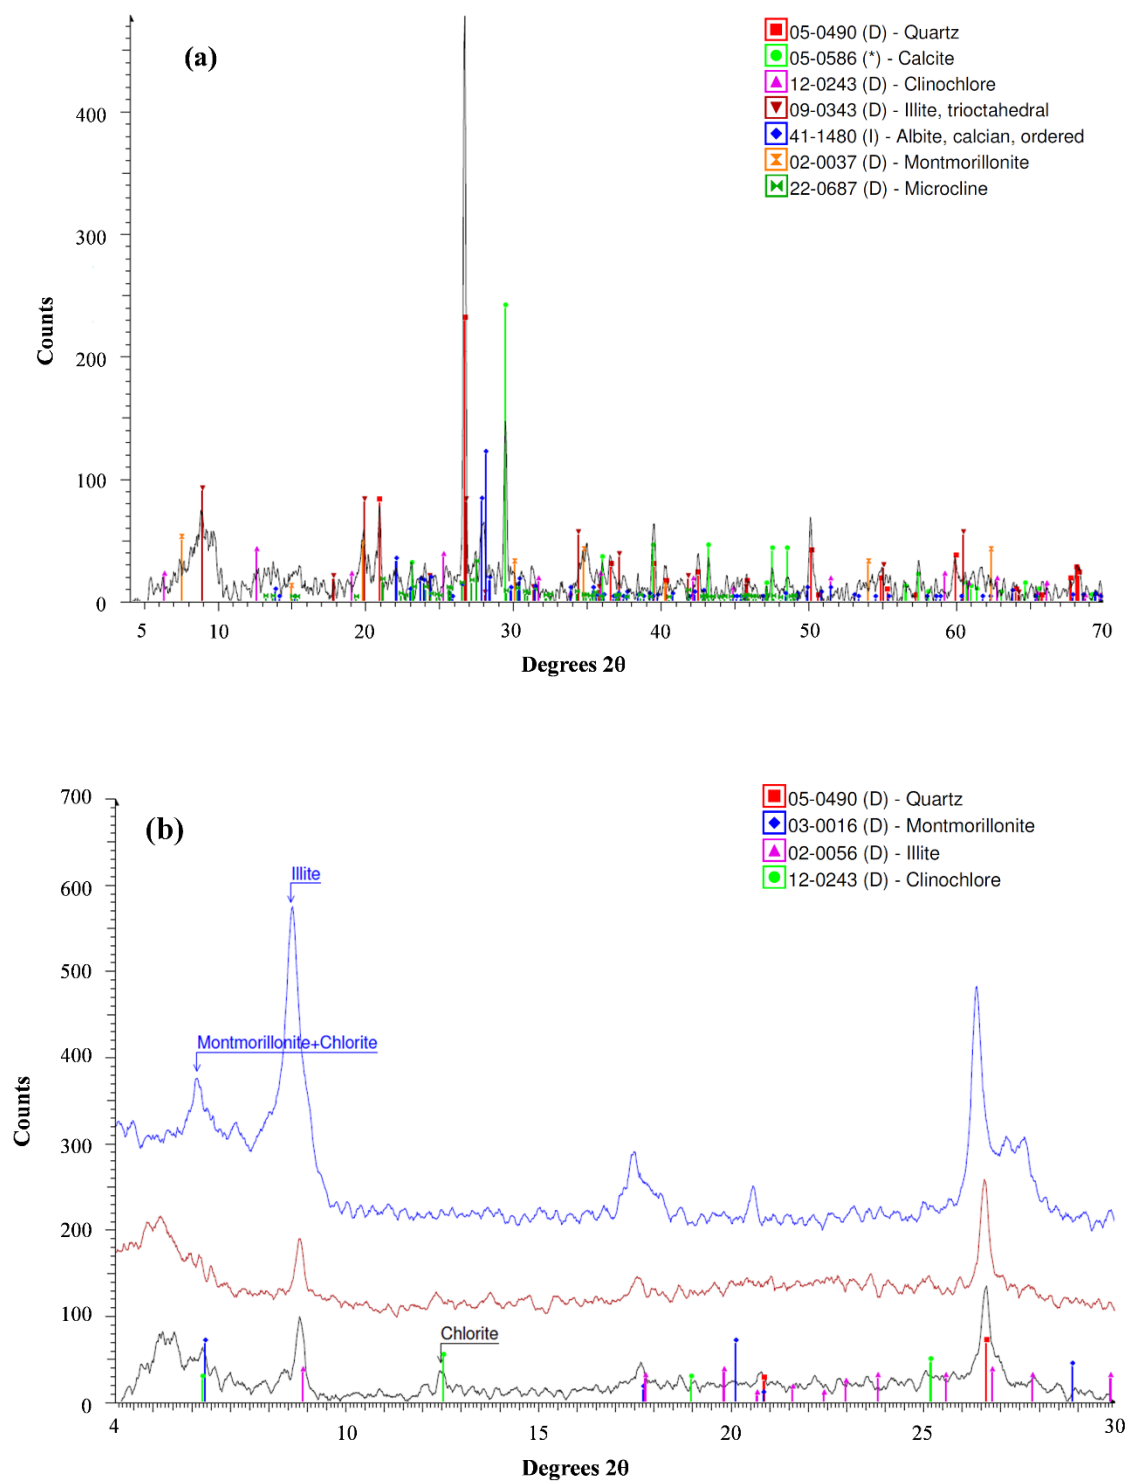 (a)
05-0490 (D) - Quartz
05-0586 (*) - Calcite
12-0243 (D) - Clinochlore
09-0343 (D) - Illite, trioctahedral
41-1480 (I) - Albite, calcian, ordered
02-0037 (D) - Montmorillonite
22-0687 (D) - Microcline
400
300
200
100
0
Counts
5 10 20 30 40 50 60 70
Degrees 2θ
(b)
05-0490 (D) - Quartz
03-0016 (D) - Montmorillonite
02-0056 (D) - Illite
12-0243 (D) - Clinochlore
700
600
500
400
300
200
100
0
Counts
Illite
Montmorillonite+Chlorite
Chlorite
4 10 15 20 25 30
Degrees 2θ